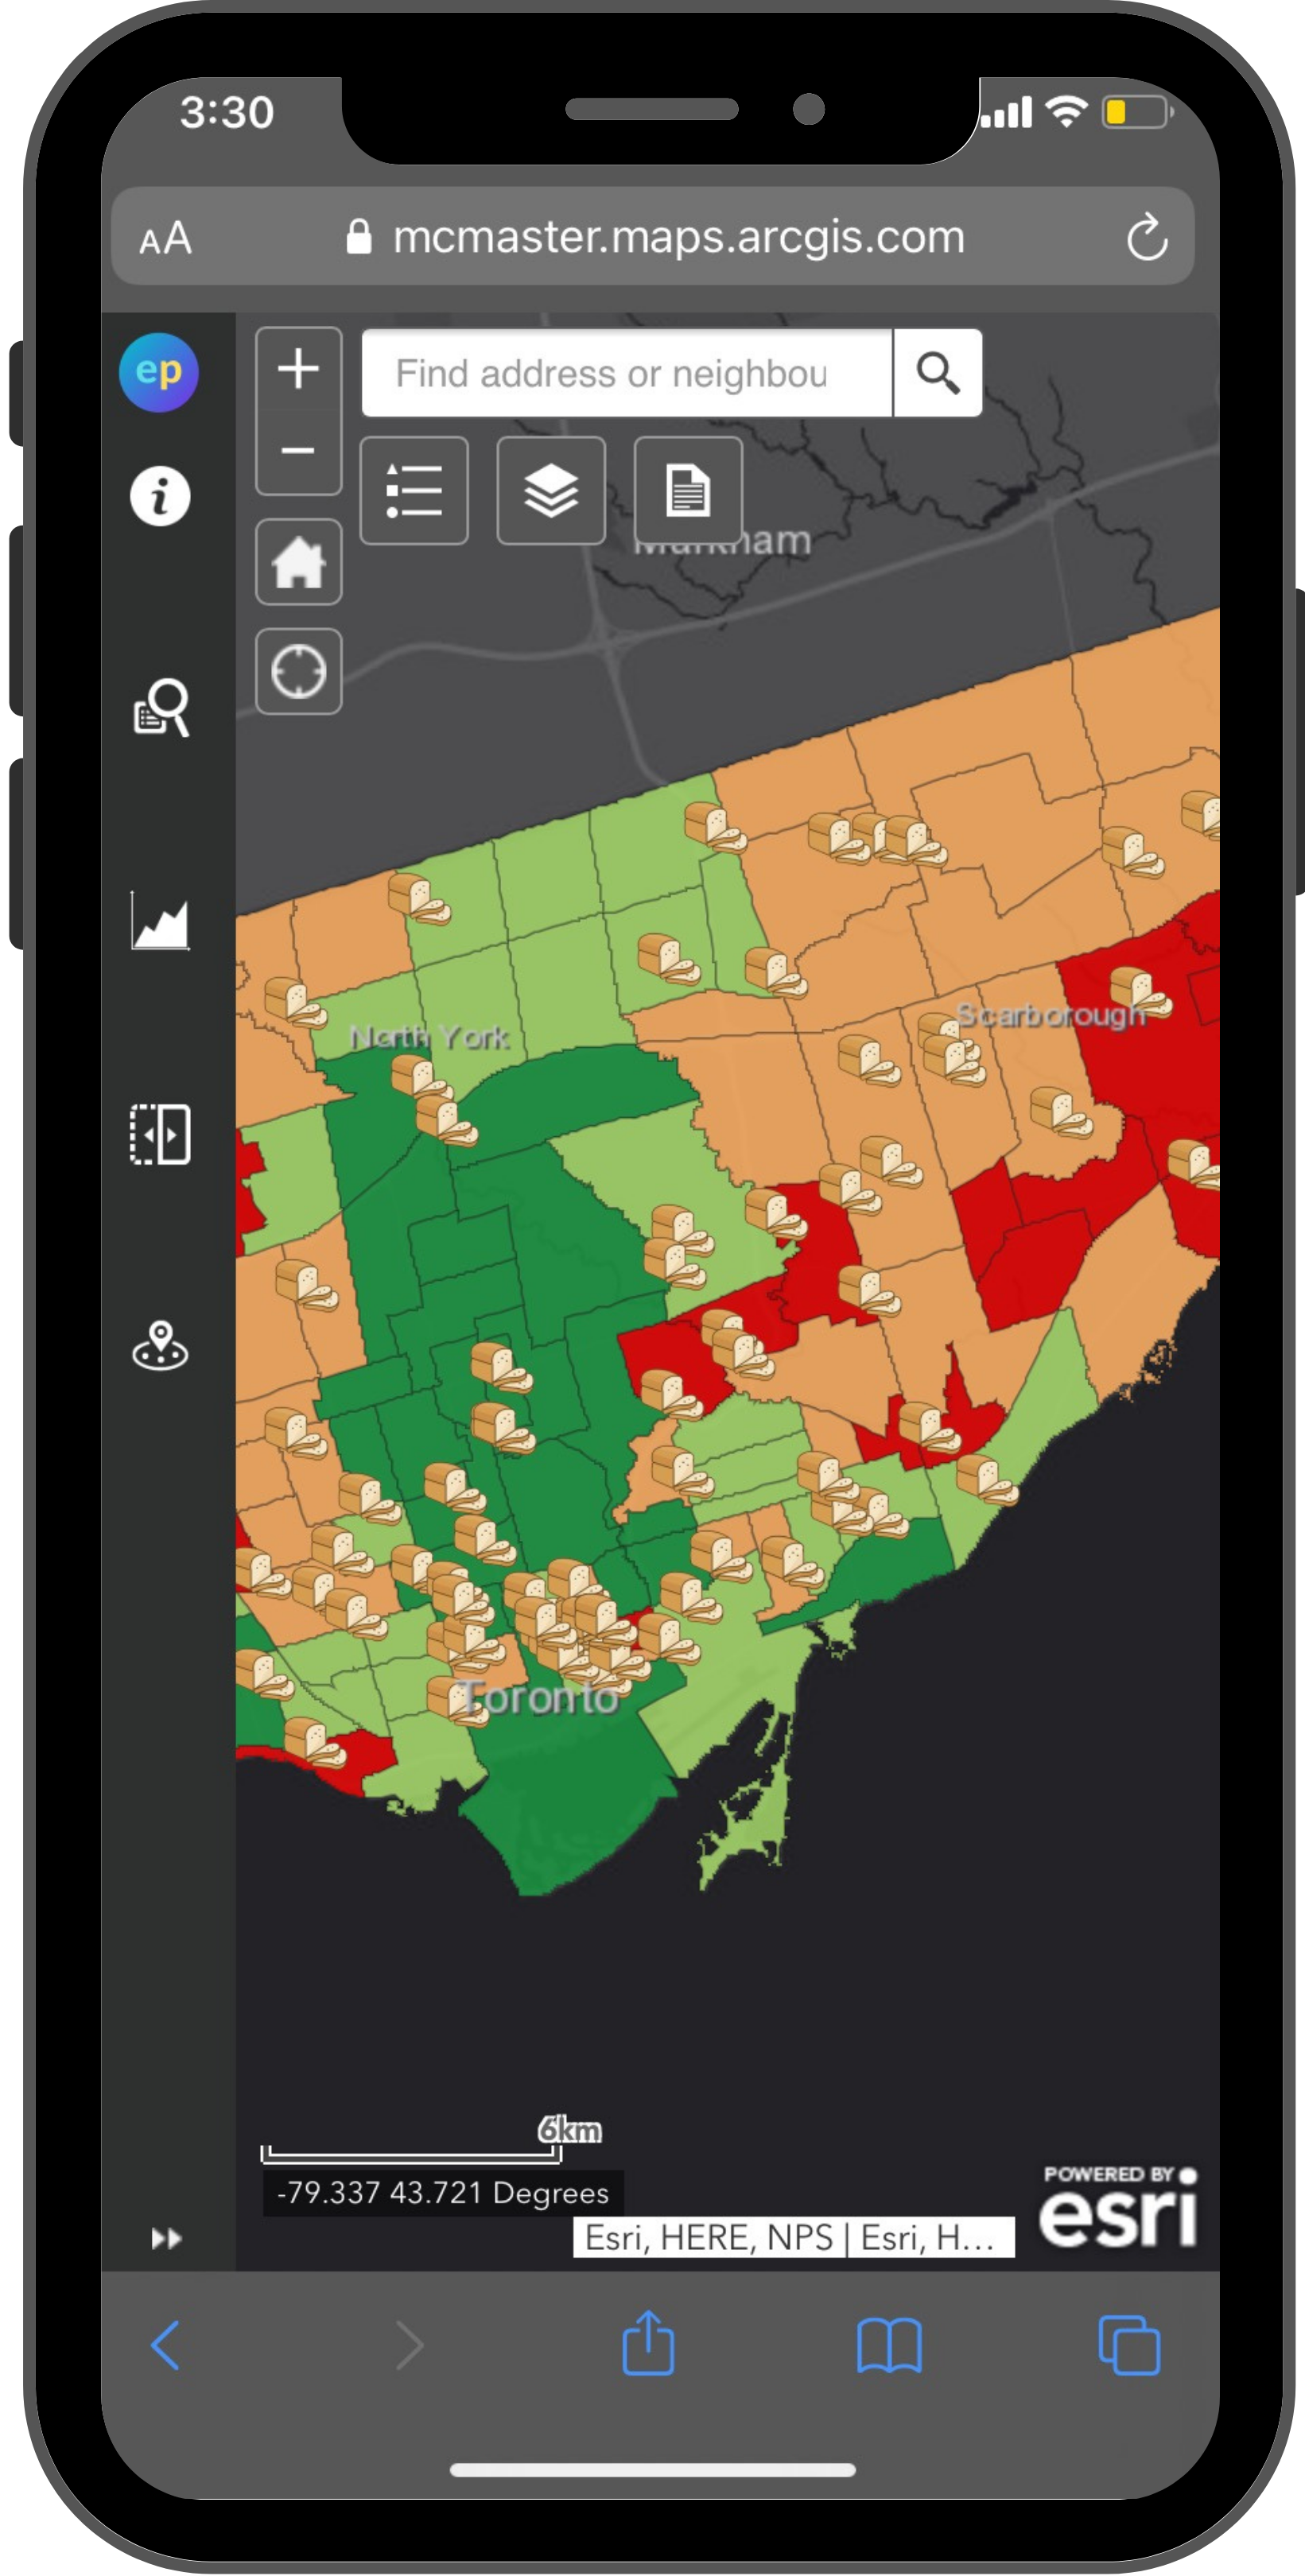 3:30
AA
mcmaster.maps.arcgis.com
ep
i
Find address or neighbou
Markham
North York
Scarborough
Toronto
6km
-79.337 43.721 Degrees
POWERED BY
esri
Esri, HERE, NPS | Esri, H...